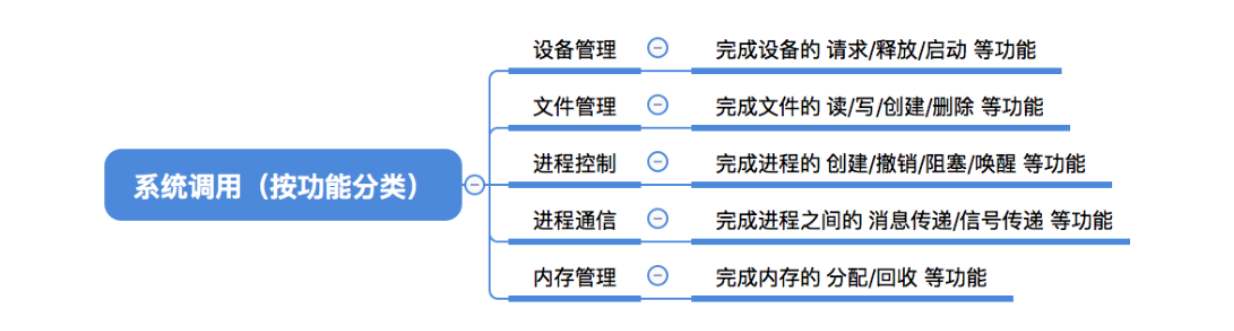 系统调用（按功能分类）
设备管理
完成设备的 请求/释放/启动 等功能
文件管理
完成文件的 读/写/创建/删除 等功能
进程控制
完成进程的 创建/撤销/阻塞/唤醒 等功能
进程通信
完成进程之间的 消息传递/信号传递 等功能
内存管理
完成内存的 分配/回收 等功能